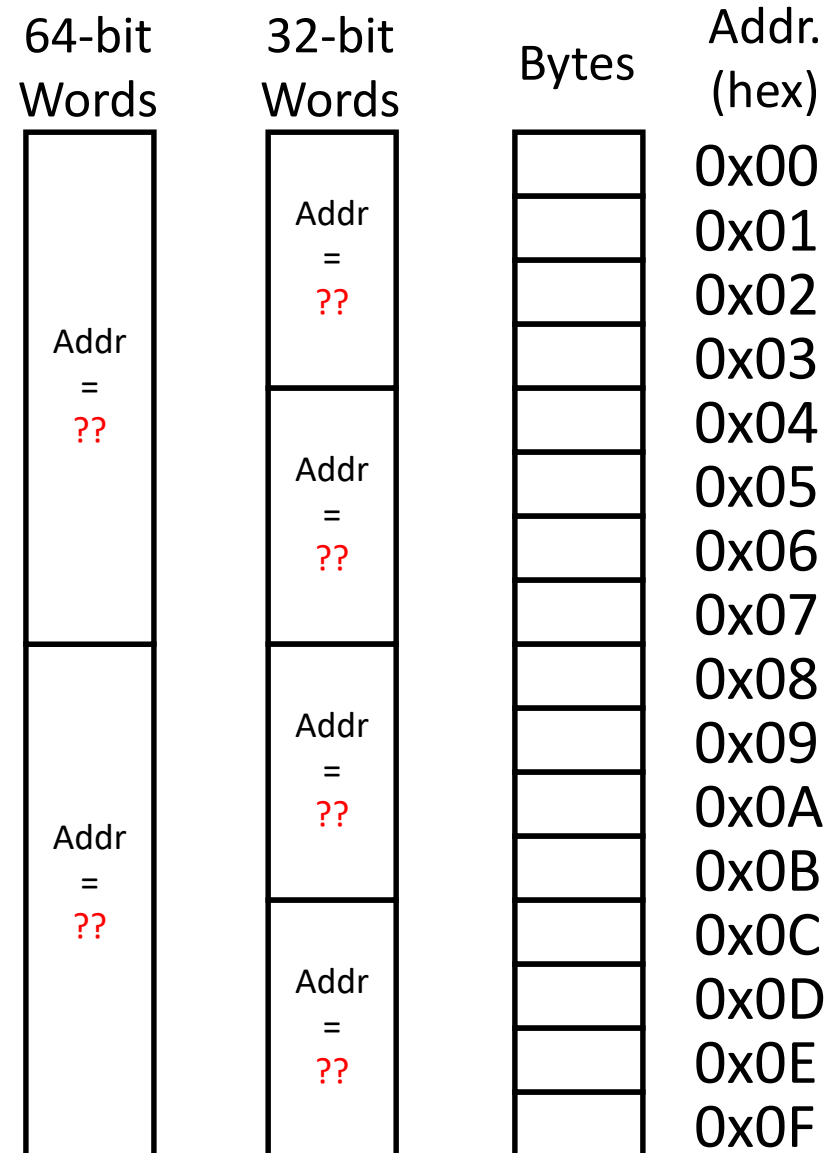 64-bit
Words
32-bit
Words
Bytes
Addr.
(hex)
Addr
=
??
Addr
=
??
Addr
=
??
Addr
=
??
Addr
=
??
Addr
=
??
0x00
0x01
0x02
0x03
0x04
0x05
0x06
0x07
0x08
0x09
0x0A
0x0B
0x0C
0x0D
0x0E
0x0F